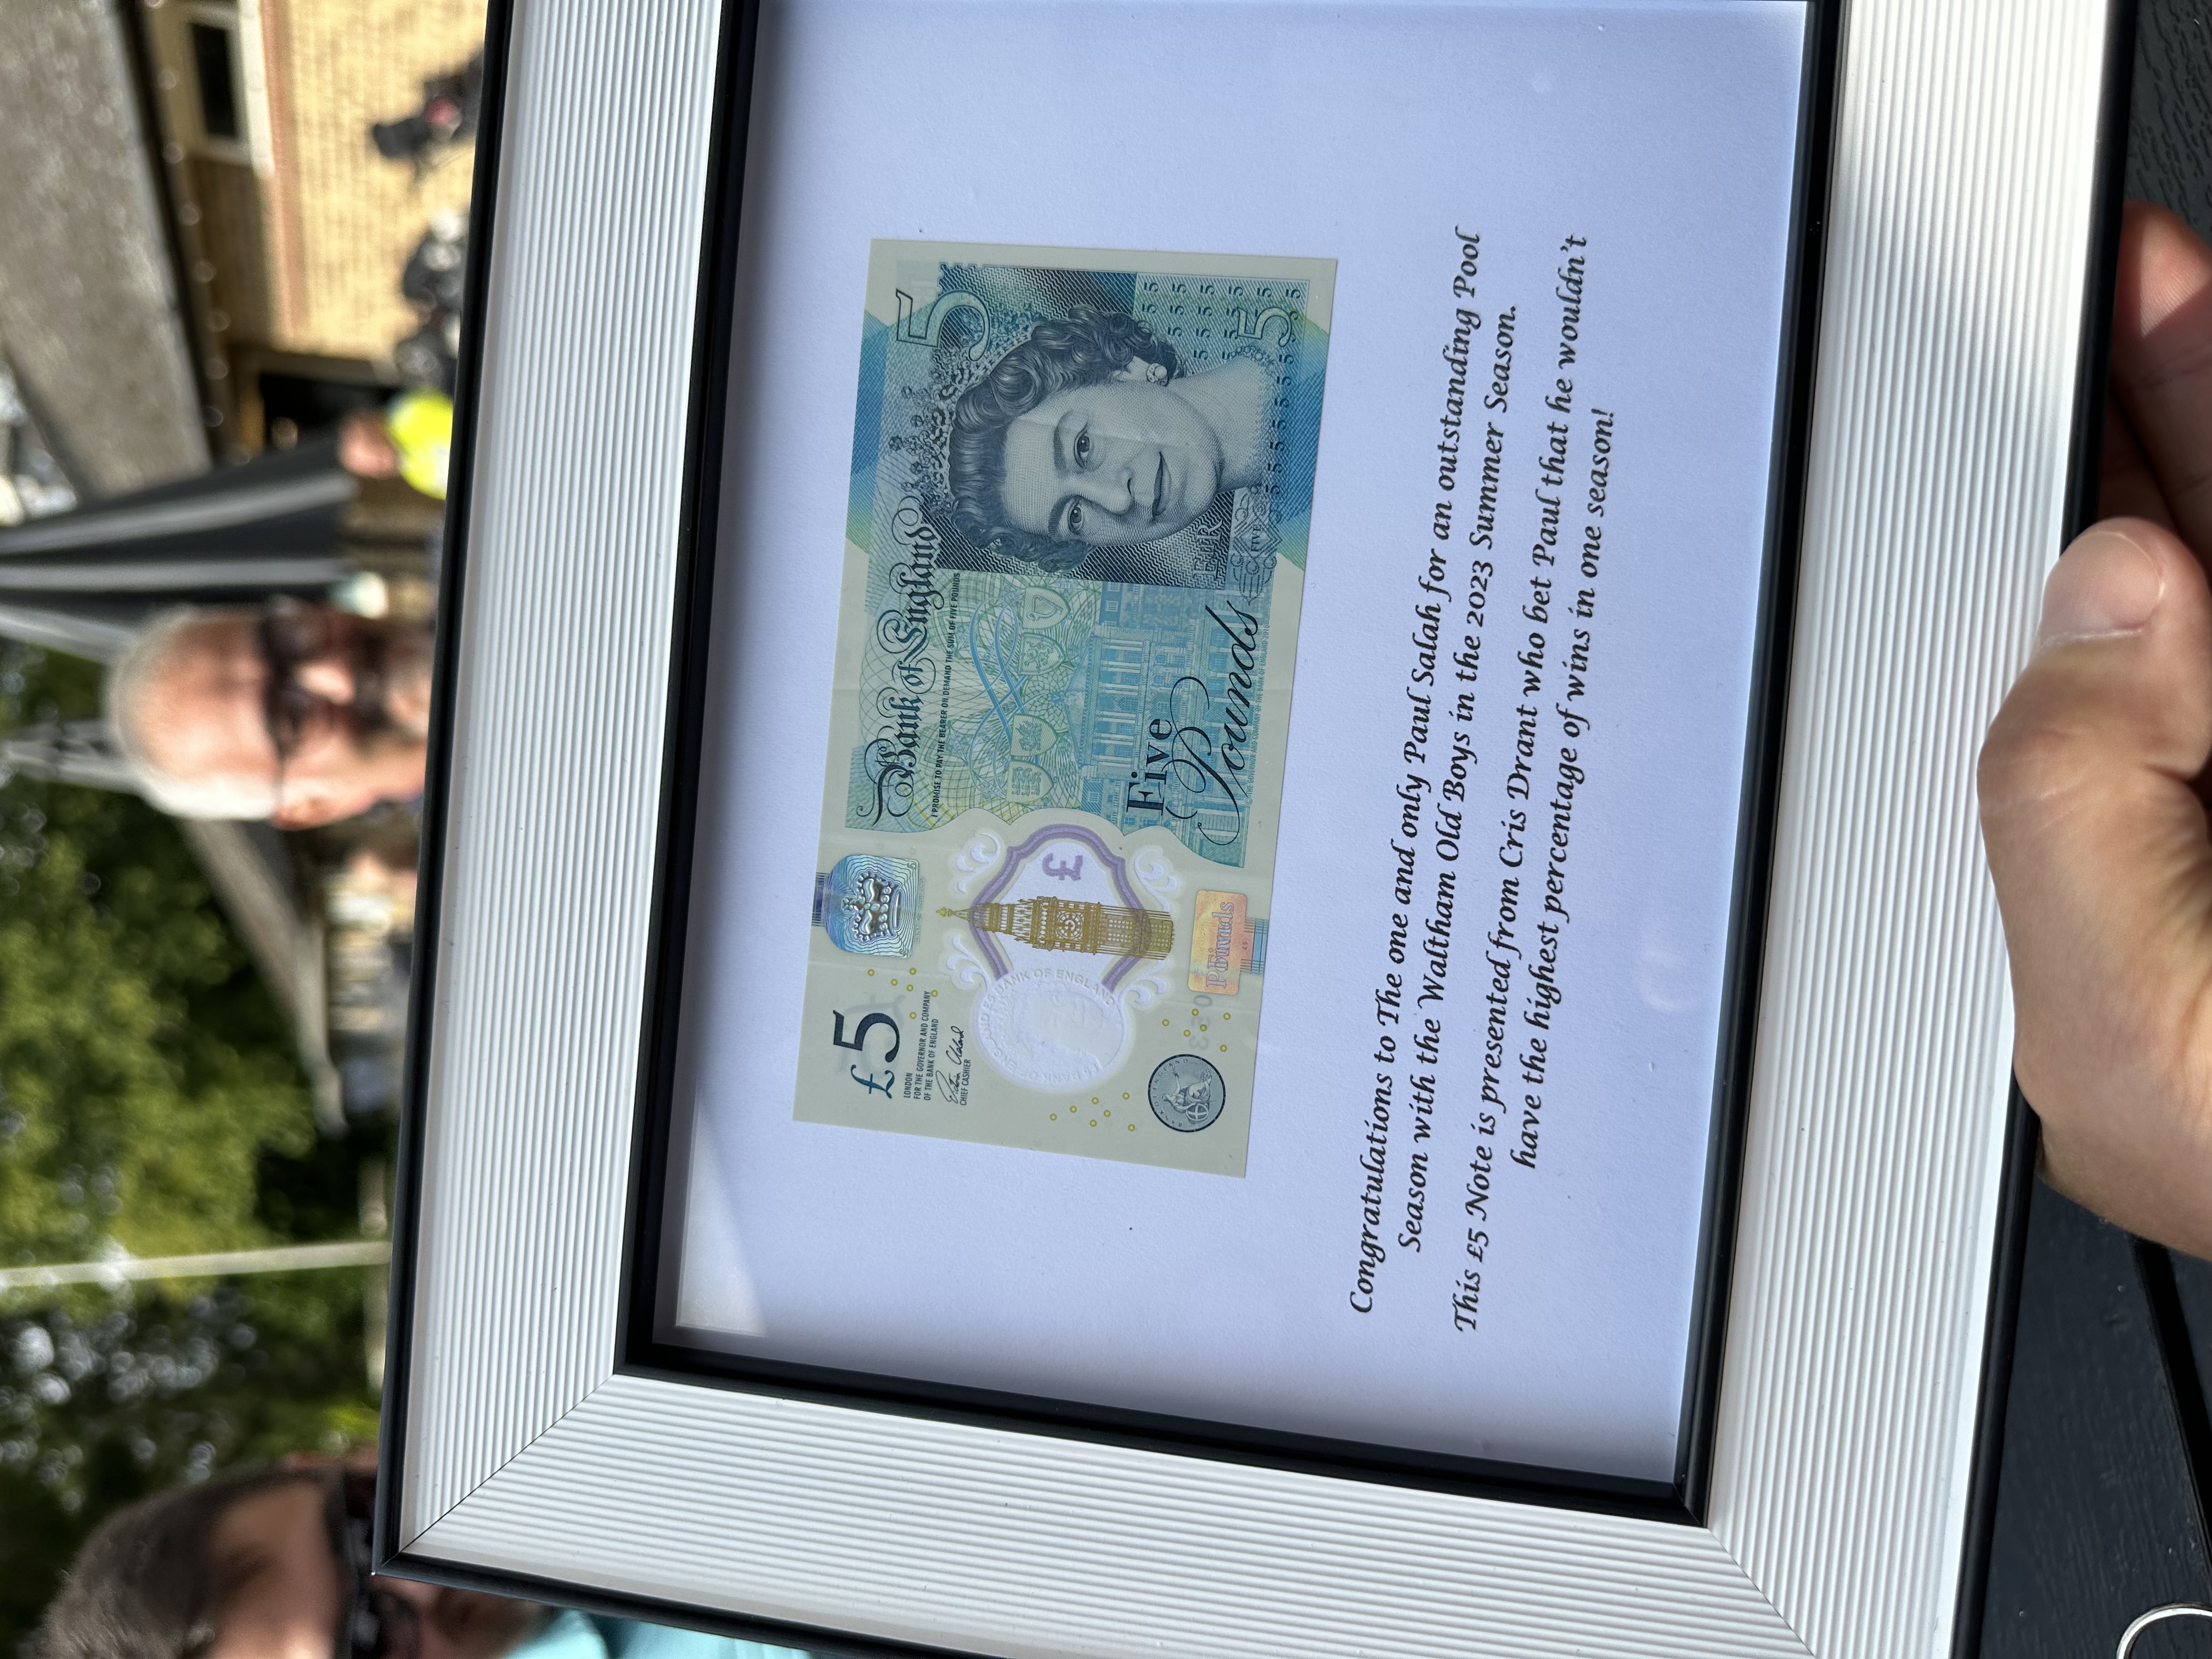 £5
LONDON
FOR THE GOVERNOR AND COMPANY
OF THE BANK OF ENGLAND
CHIEF CASHIER
Bank of England
I PROMISE TO PAY THE BEARER ON DEMAND THE SUM OF FIVE POUNDS
5
£
BANK OF ENGLAND
Five
Pounds
Pounds
5
Congratulations to The one and only Paul Salah for an outstanding Pool
Season with the Waltham Old Boys in the 2023 Summer Season.
This £5 Note is presented from Cris Drant who bet Paul that he wouldn't
have the highest percentage of wins in one season!